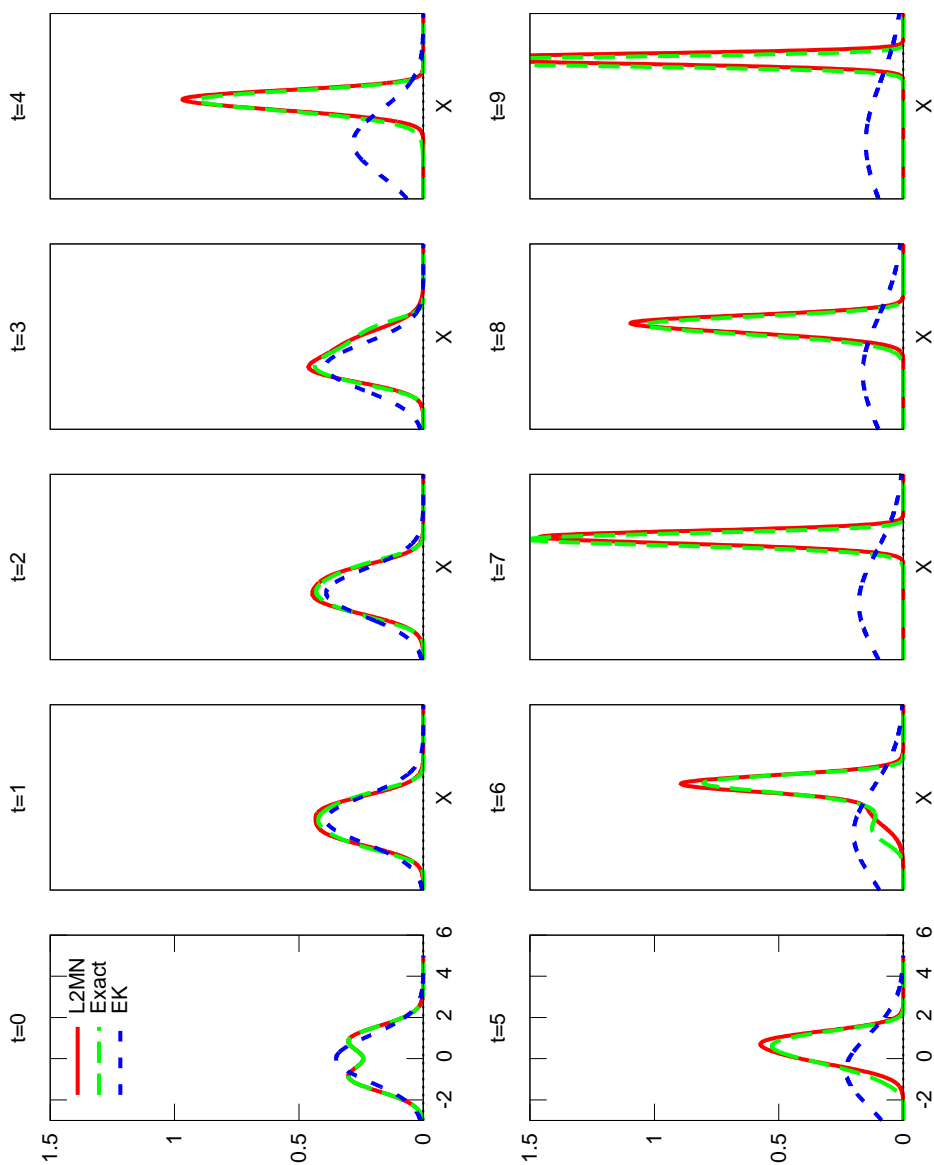 t=0
t=1
t=2
t=3
t=4
L2MN
Exact
EK
1.5
1
0.5
0
-2 0 2 4 6
X
X
X
X
t=5
t=6
t=7
t=8
t=9
1.5
1
0.5
0
-2 0 2 4 6
X
X
X
X